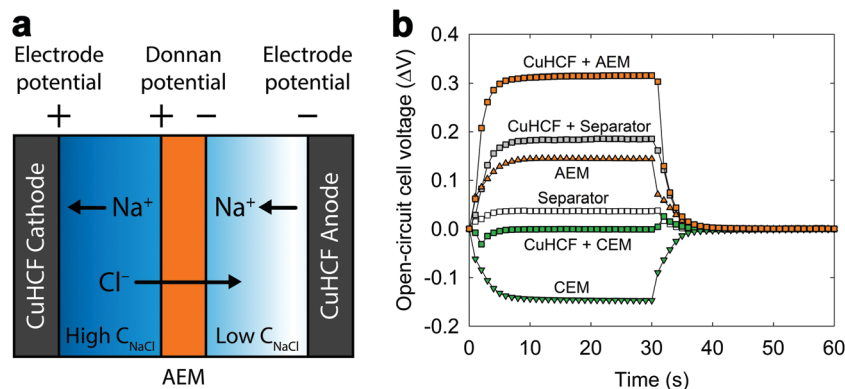 a
Electrode potential
Donnan potential
Electrode potential
+
+
−
−
CuHCF Cathode
Na⁺
Na⁺
Cl⁻
CuHCF Anode
High C_NaCl
Low C_NaCl
AEM
b
Open-circuit cell voltage (ΔV)
0.4
0.3
0.2
0.1
0.0
-0.1
-0.2
CuHCF + AEM
CuHCF + Separator
AEM
Separator
CuHCF + CEM
CEM
0
10
20
30
40
50
60
Time (s)